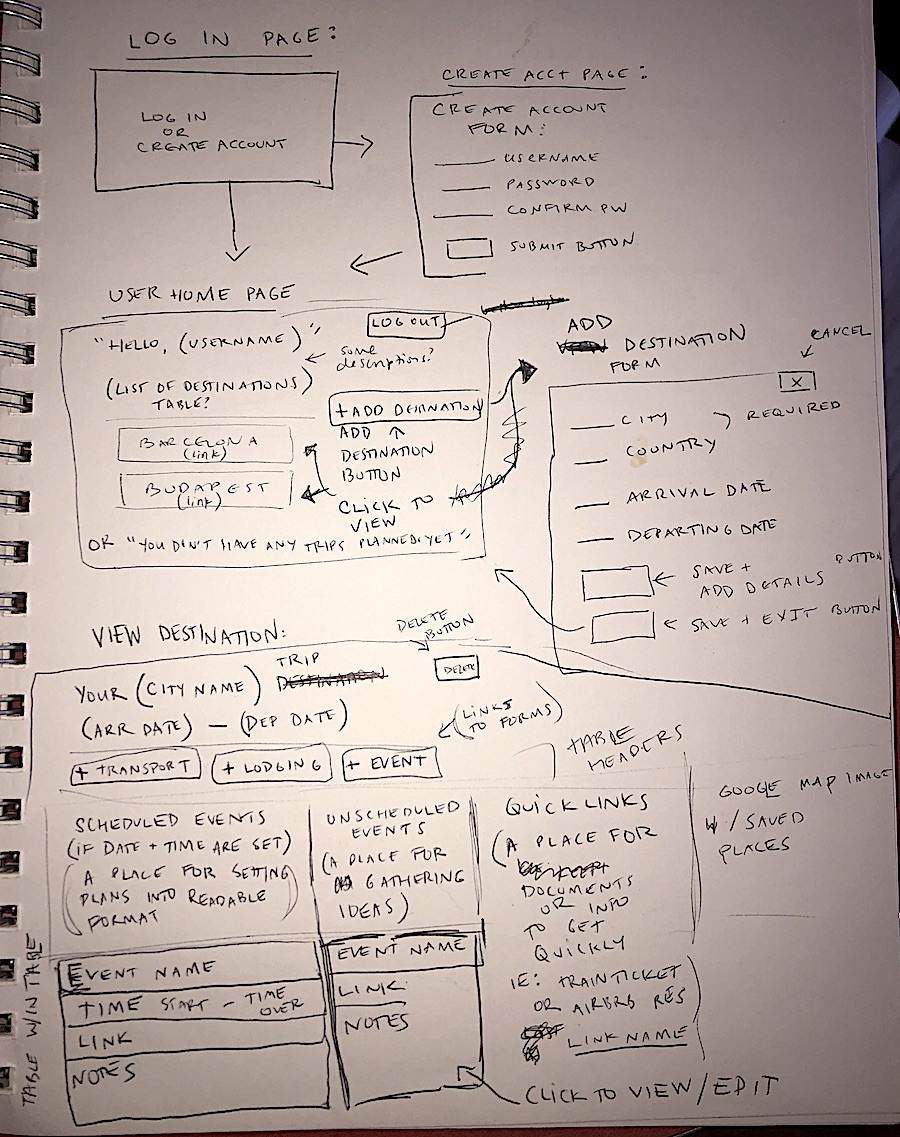 LOG IN PAGE:
LOG IN
OR
CREATE ACCOUNT
CREATE ACCT PAGE:
CREATE ACCOUNT
FORM:
USERNAME
PASSWORD
CONFIRM PW
SUBMIT BUTTON
USER HOME PAGE
LOG OUT
"HELLO, (USERNAME)"
some
descriptions?
(LIST OF DESTINATIONS)
TABLE?
+ ADD DESTINATION
ADD
DESTINATION
BUTTON
BARCELONA
(link)
BUDAPEST
(link)
CLICK TO
VIEW
OR "YOU DIDN'T HAVE ANY TRIPS PLANNED YET"
ADD
DESTINATION
FORM
CANCEL
X
CITY
REQUIRED
COUNTRY
ARRIVAL DATE
DEPARTING DATE
SAVE +
ADD DETAILS
BUTTON
SAVE + EXIT BUTTON
VIEW DESTINATION:
DELETE
BUTTON
DELETE
YOUR (CITY NAME) TRIP
(ARR DATE) — (DEP DATE)
(LINKS
TO FORMS)
+ TRANSPORT
+ LODGING
+ EVENT
TABLE
HEADERS
SCHEDULED EVENTS
(IF DATE + TIME ARE SET)
(A PLACE FOR SETTING
PLANS INTO READABLE
FORMAT)
UNSCHEDULED
EVENTS
(A PLACE FOR
GATHERING
IDEAS)
QUICK LINKS
(A PLACE FOR
DOCUMENTS
OR INFO
TO GET
QUICKLY
IE: TRAIN TICKET
OR AIRBNB RES
LINK NAME)
GOOGLE MAP IMAGE
W/ SAVED
PLACES
TABLE W/IN TABLE
EVENT NAME
TIME START - TIME
OVER
LINK
NOTES
EVENT NAME
LINK
NOTES
CLICK TO VIEW/EDIT